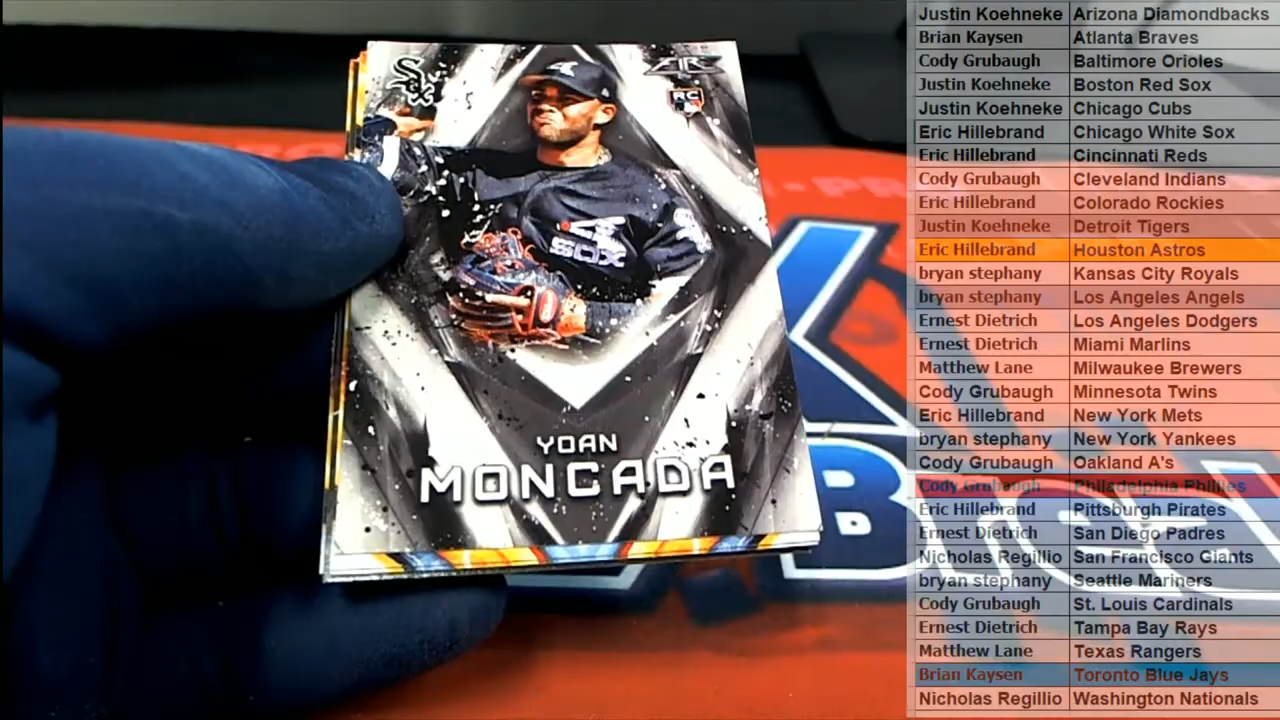 Sox
FIRE
RC
SOX
YOAN
MONCADA
Justin Koehneke Arizona Diamondbacks
Brian Kaysen Atlanta Braves
Cody Grubaugh Baltimore Orioles
Justin Koehneke Boston Red Sox
Justin Koehneke Chicago Cubs
Eric Hillebrand Chicago White Sox
Eric Hillebrand Cincinnati Reds
Cody Grubaugh Cleveland Indians
Eric Hillebrand Colorado Rockies
Justin Koehneke Detroit Tigers
Eric Hillebrand Houston Astros
bryan stephany Kansas City Royals
bryan stephany Los Angeles Angels
Ernest Dietrich Los Angeles Dodgers
Ernest Dietrich Miami Marlins
Matthew Lane Milwaukee Brewers
Cody Grubaugh Minnesota Twins
Eric Hillebrand New York Mets
bryan stephany New York Yankees
Cody Grubaugh Oakland A's
Cody Grubaugh Philadelphia Phillies
Eric Hillebrand Pittsburgh Pirates
Ernest Dietrich San Diego Padres
Nicholas Regillio San Francisco Giants
bryan stephany Seattle Mariners
Cody Grubaugh St. Louis Cardinals
Ernest Dietrich Tampa Bay Rays
Matthew Lane Texas Rangers
Brian Kaysen Toronto Blue Jays
Nicholas Regillio Washington Nationals